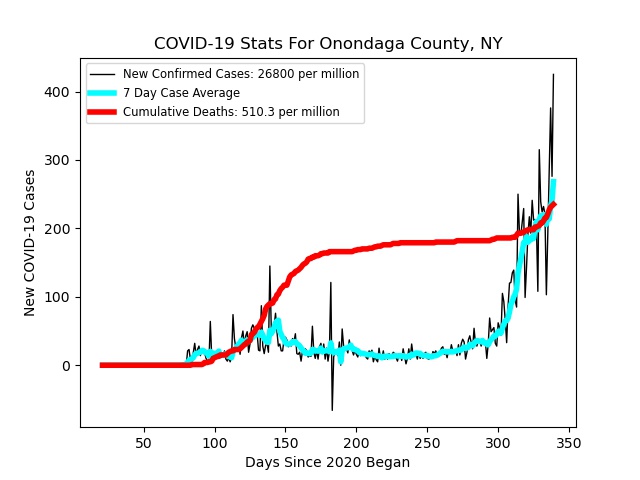 COVID-19 Stats For Onondaga County, NY
New Confirmed Cases: 26800 per million
7 Day Case Average
Cumulative Deaths: 510.3 per million
New COVID-19 Cases
400
300
200
100
0
50
100
150
200
250
300
350
Days Since 2020 Began